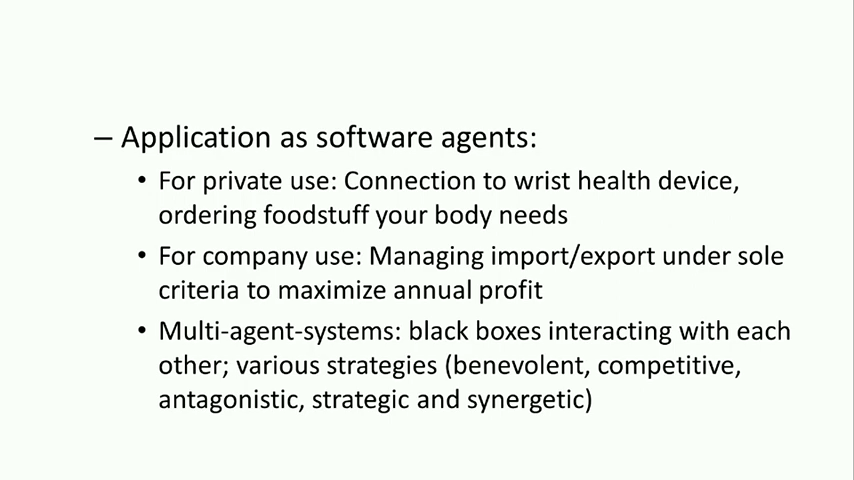 – Application as software agents:
• For private use: Connection to wrist health device,
ordering foodstuff your body needs
• For company use: Managing import/export under sole
criteria to maximize annual profit
• Multi-agent-systems: black boxes interacting with each
other; various strategies (benevolent, competitive,
antagonistic, strategic and synergetic)